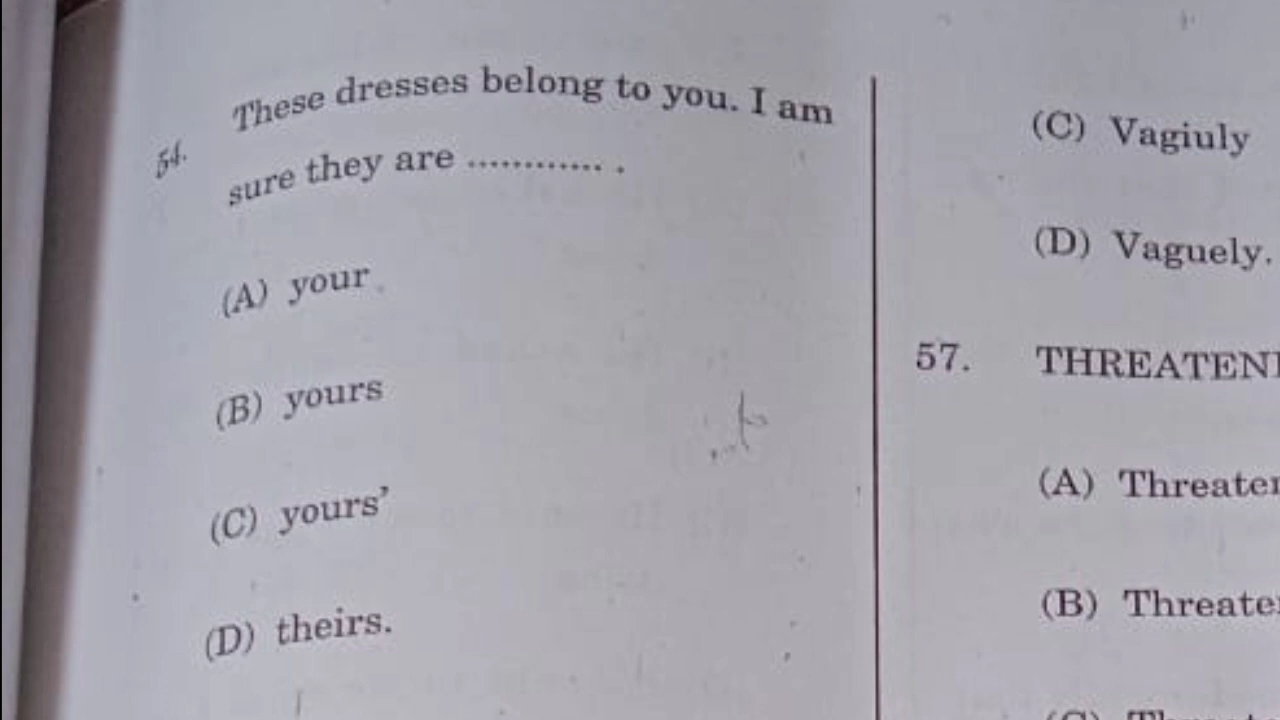 54. These dresses belong to you. I am
sure they are ............ .
(A) your
(B) yours
(C) yours’
(D) theirs.
(C) Vagiuly
(D) Vaguely.
57. THREATEN
(A) Threate
(B) Threate